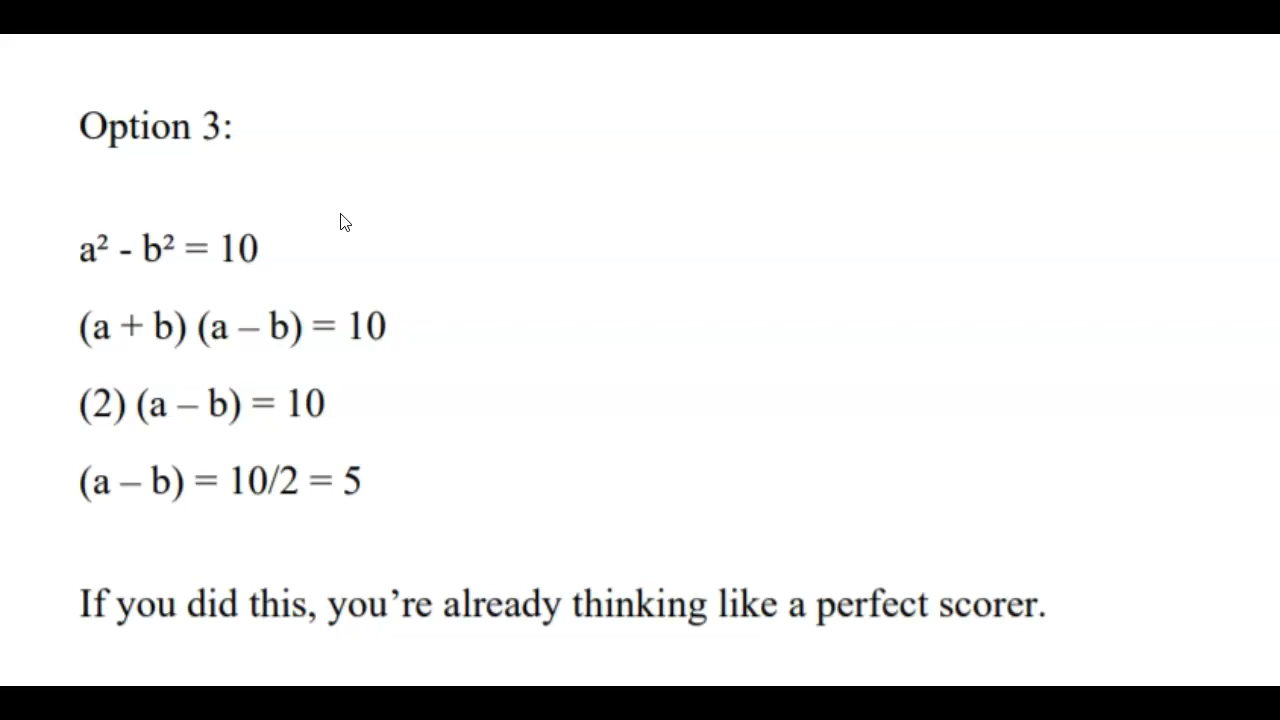 Option 3:
a² - b² = 10
(a + b) (a – b) = 10
(2) (a – b) = 10
(a – b) = 10/2 = 5
If you did this, you’re already thinking like a perfect scorer.